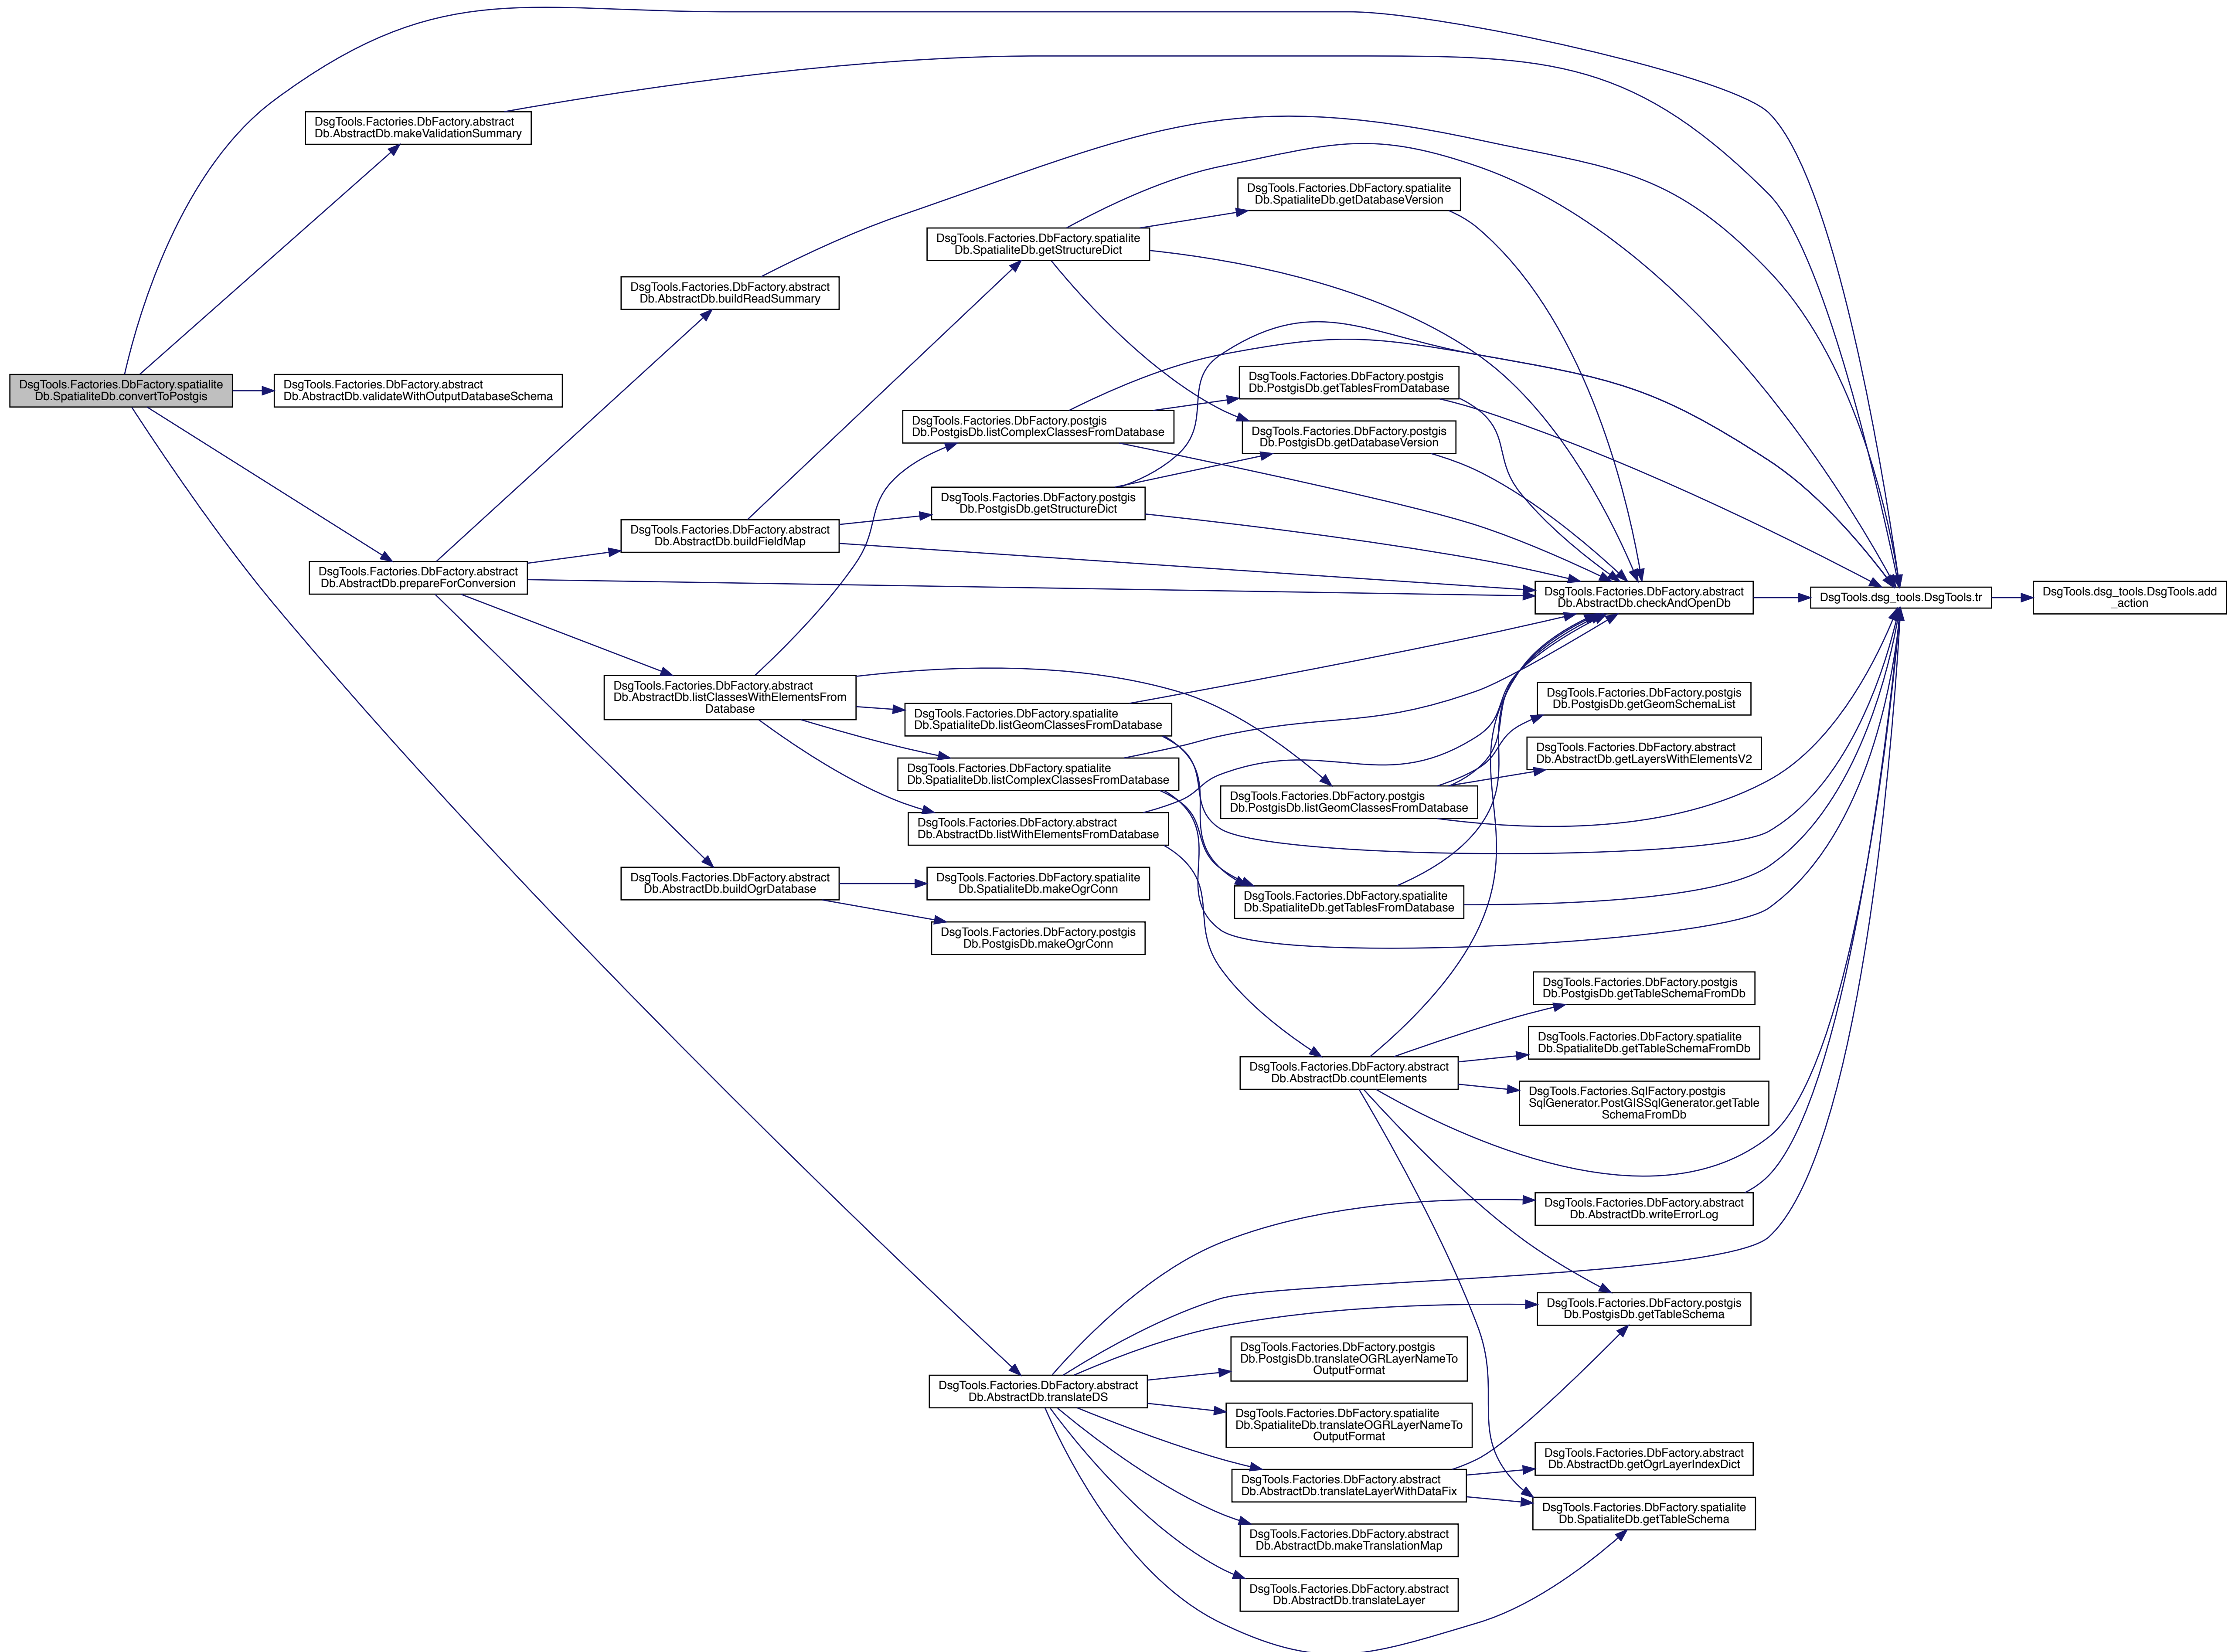 DsgTools.Factories.DbFactory.spatialite
Db.SpatialiteDb.convertToPostgis
DsgTools.Factories.DbFactory.abstract
Db.AbstractDb.makeValidationSummary
DsgTools.Factories.DbFactory.abstract
Db.AbstractDb.validateWithOutputDatabaseSchema
DsgTools.Factories.DbFactory.abstract
Db.AbstractDb.prepareForConversion
DsgTools.Factories.DbFactory.abstract
Db.AbstractDb.buildReadSummary
DsgTools.Factories.DbFactory.abstract
Db.AbstractDb.buildFieldMap
DsgTools.Factories.DbFactory.abstract
Db.AbstractDb.listClassesWithElementsFrom
Database
DsgTools.Factories.DbFactory.abstract
Db.AbstractDb.buildOgrDatabase
DsgTools.Factories.DbFactory.spatialite
Db.SpatialiteDb.getStructureDict
DsgTools.Factories.DbFactory.postgis
Db.PostgisDb.listComplexClassesFromDatabase
DsgTools.Factories.DbFactory.postgis
Db.PostgisDb.getStructureDict
DsgTools.Factories.DbFactory.spatialite
Db.SpatialiteDb.listGeomClassesFromDatabase
DsgTools.Factories.DbFactory.spatialite
Db.SpatialiteDb.listComplexClassesFromDatabase
DsgTools.Factories.DbFactory.abstract
Db.AbstractDb.listWithElementsFromDatabase
DsgTools.Factories.DbFactory.spatialite
Db.SpatialiteDb.makeOgrConn
DsgTools.Factories.DbFactory.postgis
Db.PostgisDb.makeOgrConn
DsgTools.Factories.DbFactory.abstract
Db.AbstractDb.translateDS
DsgTools.Factories.DbFactory.spatialite
Db.SpatialiteDb.getDatabaseVersion
DsgTools.Factories.DbFactory.postgis
Db.PostgisDb.getTablesFromDatabase
DsgTools.Factories.DbFactory.postgis
Db.PostgisDb.getDatabaseVersion
DsgTools.Factories.DbFactory.postgis
Db.PostgisDb.listGeomClassesFromDatabase
DsgTools.Factories.DbFactory.spatialite
Db.SpatialiteDb.getTablesFromDatabase
DsgTools.Factories.DbFactory.abstract
Db.AbstractDb.countElements
DsgTools.Factories.DbFactory.postgis
Db.PostgisDb.translateOGRLayerNameTo
OutputFormat
DsgTools.Factories.DbFactory.spatialite
Db.SpatialiteDb.translateOGRLayerNameTo
OutputFormat
DsgTools.Factories.DbFactory.abstract
Db.AbstractDb.translateLayerWithDataFix
DsgTools.Factories.DbFactory.abstract
Db.AbstractDb.makeTranslationMap
DsgTools.Factories.DbFactory.abstract
Db.AbstractDb.translateLayer
DsgTools.Factories.DbFactory.abstract
Db.AbstractDb.checkAndOpenDb
DsgTools.Factories.DbFactory.postgis
Db.PostgisDb.getGeomSchemaList
DsgTools.Factories.DbFactory.abstract
Db.AbstractDb.getLayersWithElementsV2
DsgTools.Factories.DbFactory.postgis
Db.PostgisDb.getTableSchemaFromDb
DsgTools.Factories.DbFactory.spatialite
Db.SpatialiteDb.getTableSchemaFromDb
DsgTools.Factories.SqlFactory.postgis
SqlGenerator.PostGISSqlGenerator.getTable
SchemaFromDb
DsgTools.Factories.DbFactory.abstract
Db.AbstractDb.writeErrorLog
DsgTools.Factories.DbFactory.postgis
Db.PostgisDb.getTableSchema
DsgTools.Factories.DbFactory.abstract
Db.AbstractDb.getOgrLayerIndexDict
DsgTools.Factories.DbFactory.spatialite
Db.SpatialiteDb.getTableSchema
DsgTools.dsg_tools.DsgTools.tr
DsgTools.dsg_tools.DsgTools.add
_action